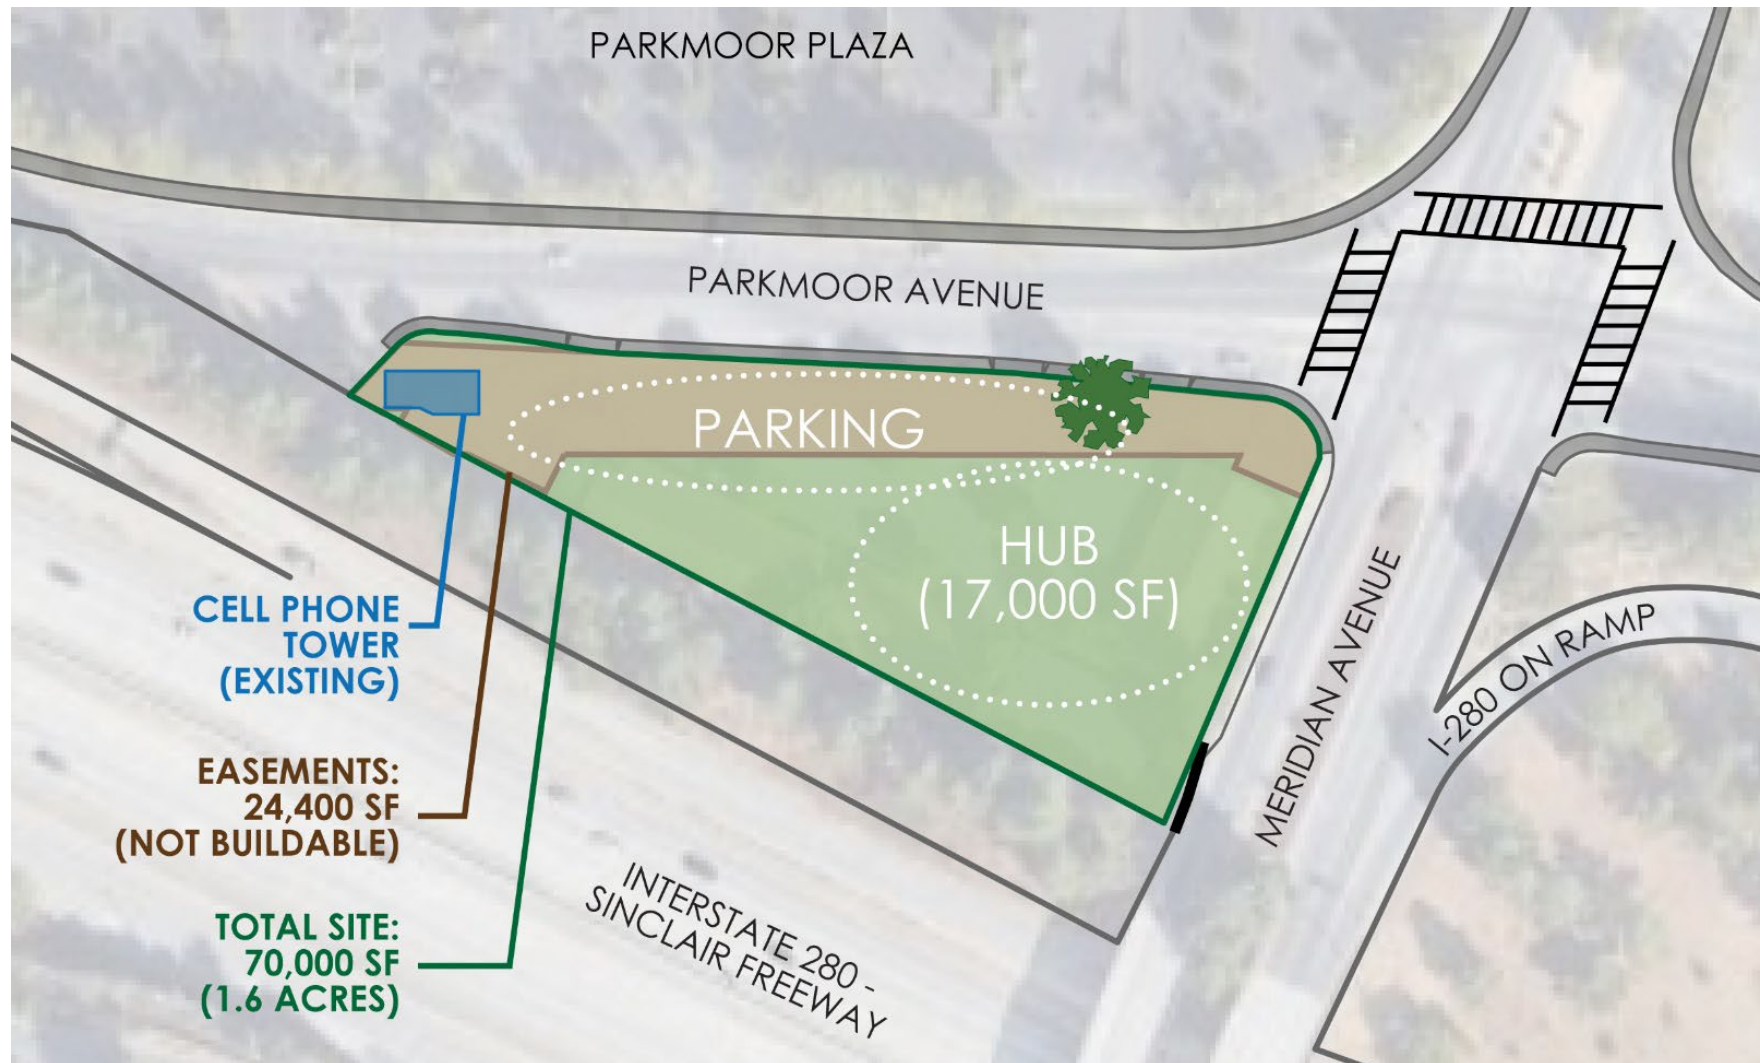 PARKMOOR PLAZA
PARKMOOR AVENUE
PARKING
HUB
(17,000 SF)
CELL PHONE
TOWER
(EXISTING)
EASEMENTS:
24,400 SF
(NOT BUILDABLE)
TOTAL SITE:
70,000 SF
(1.6 ACRES)
INTERSTATE 280 -
SINCLAIR FREEWAY
MERIDIAN AVENUE
I-280 ON RAMP